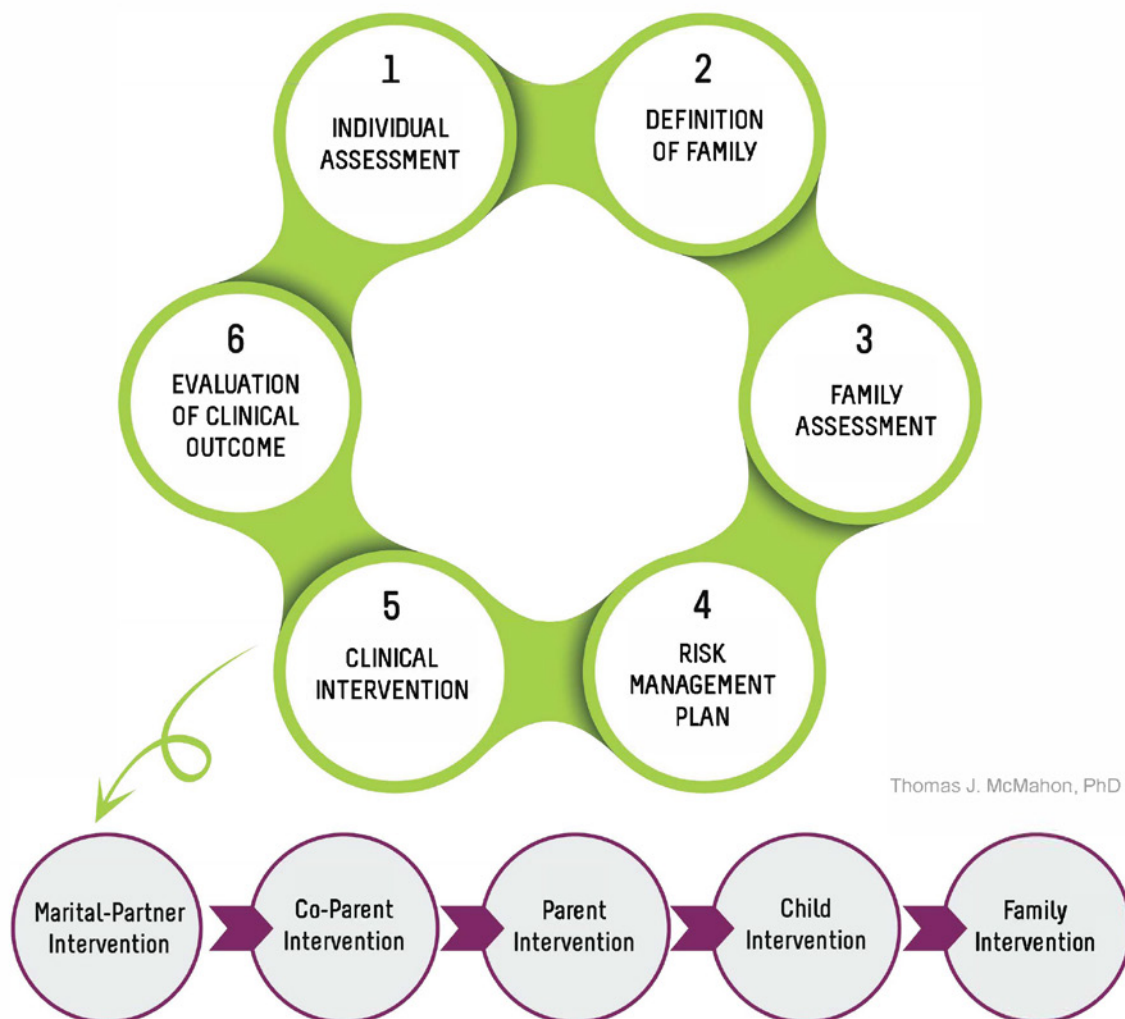 1
INDIVIDUAL
ASSESSMENT
2
DEFINITION
OF FAMILY
3
FAMILY
ASSESSMENT
4
RISK
MANAGEMENT
PLAN
5
CLINICAL
INTERVENTION
6
EVALUATION
OF CLINICAL
OUTCOME
Thomas J. McMahon, PhD
Marital-Partner
Intervention
Co-Parent
Intervention
Parent
Intervention
Child
Intervention
Family
Intervention